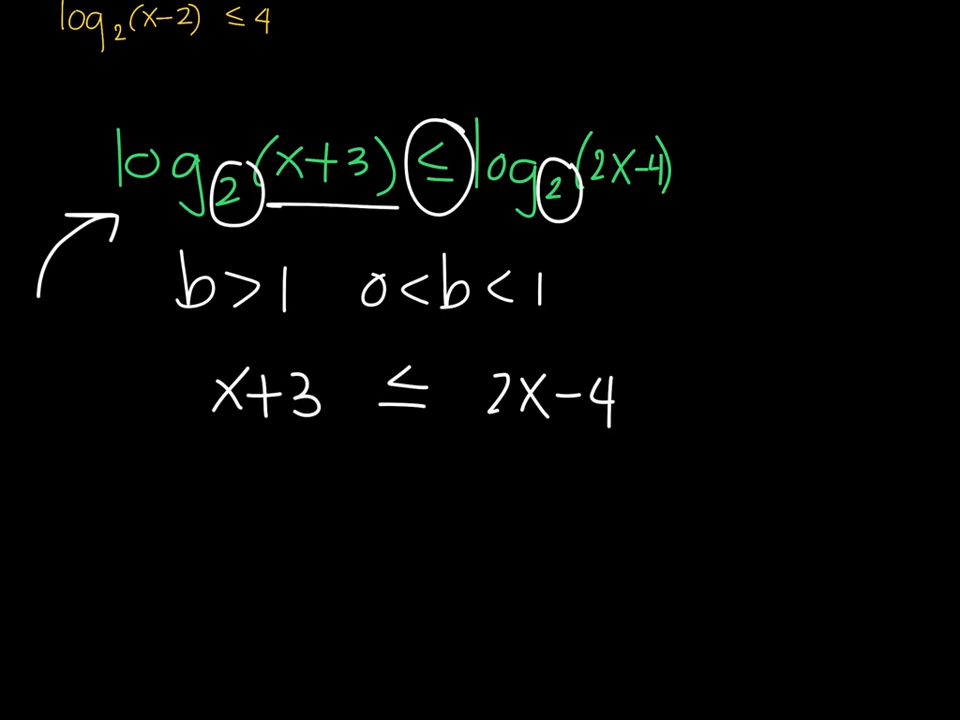 log₂(x-2) ≤ 4
log₂(x+3) ≤ log₂(2x-4)
b>1 0<b<1
x+3 ≤ 2x-4